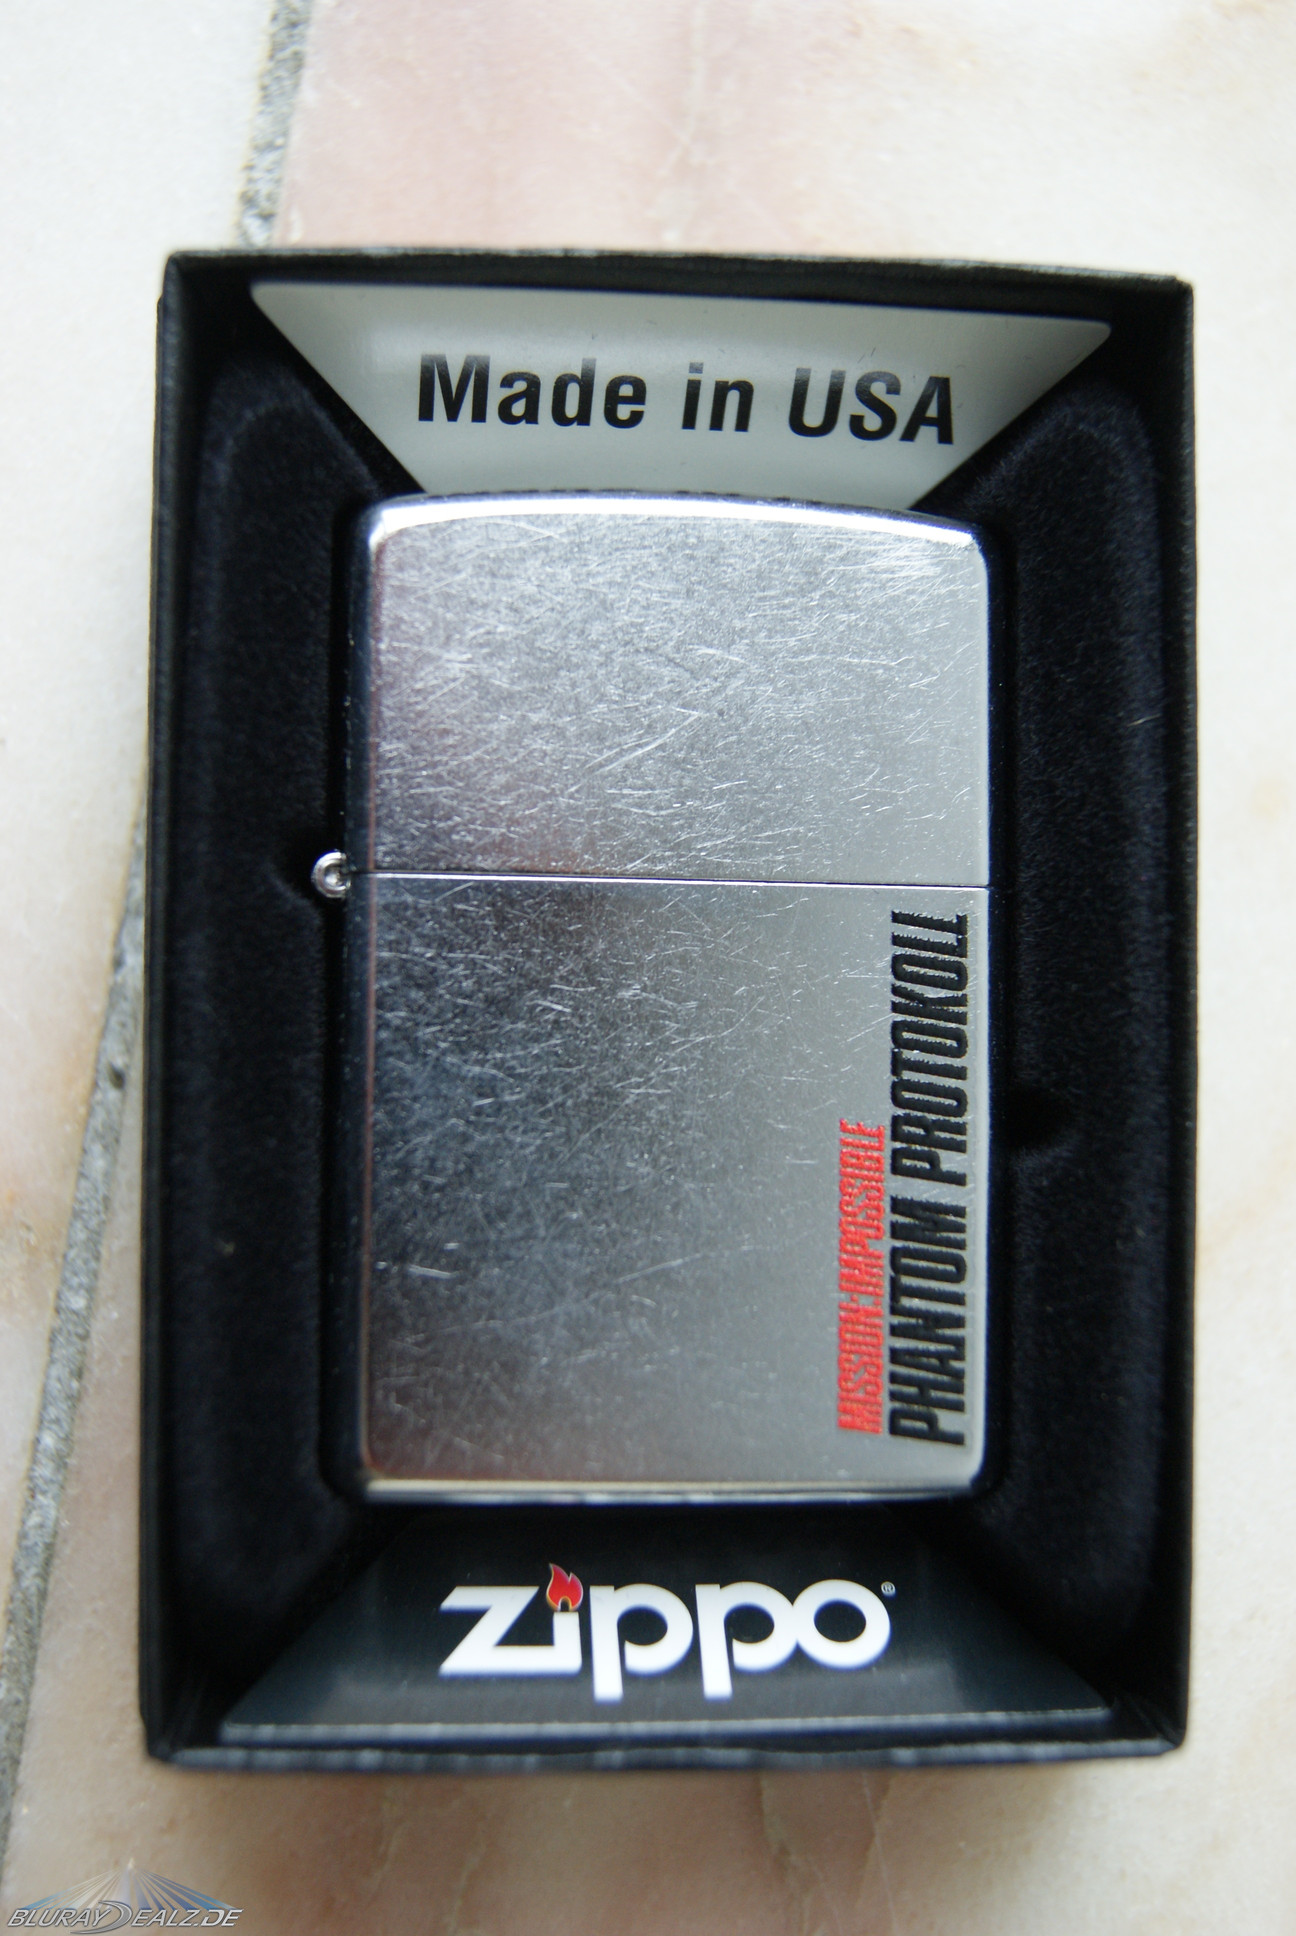 Made in USA
MISSION:IMPOSSIBLE
PHANTOM PROTOKOLL
zippo®
BLURAYDEALZ.DE